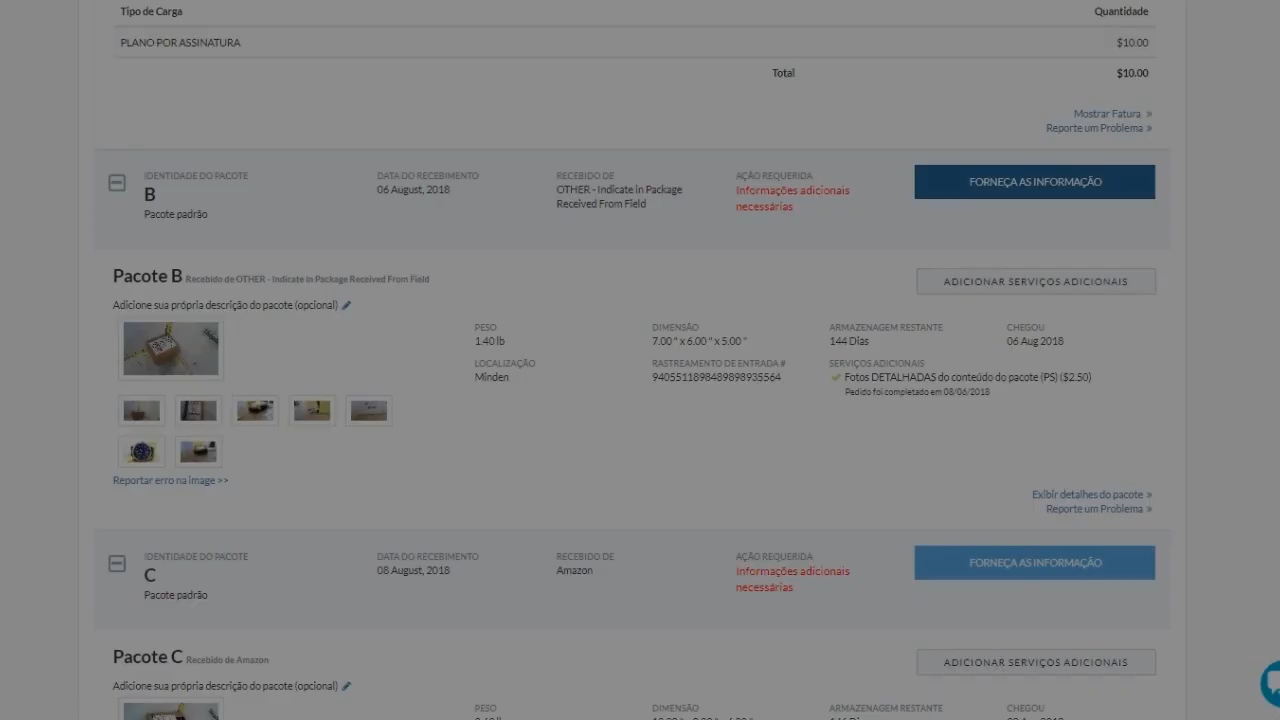 Tipo de Carga Quantidade
PLANO POR ASSINATURA $10.00
Total $10.00
Mostrar Fatura »
Reporte um Problema »
IDENTIDADE DO PACOTE DATA DO RECEBIMENTO RECEBIDO DE AÇÃO REQUERIDA
B 06 August, 2018 OTHER - Indicate in Package Received From Field Informações adicionais necessárias FORNEÇA AS INFORMAÇÃO
Pacote padrão
Pacote B Recebido de OTHER - Indicate in Package Received From Field ADICIONAR SERVIÇOS ADICIONAIS
Adicione sua própria descrição do pacote (opcional)
PESO DIMENSÃO ARMAZENAGEM RESTANTE CHEGOU
1.40 lb 7.00 " x 6.00 " x 5.00 " 144 Dias 06 Aug 2018
LOCALIZAÇÃO RASTREAMENTO DE ENTRADA # SERVIÇOS ADICIONAIS
Minden 9405511898489898935564 Fotos DETALHADAS do conteúdo do pacote (PS) ($2.50)
Pedido foi completado em 08/06/2018
Reportar erro na image >>
Exibir detalhes do pacote »
Reporte um Problema »
IDENTIDADE DO PACOTE DATA DO RECEBIMENTO RECEBIDO DE AÇÃO REQUERIDA
C 08 August, 2018 Amazon Informações adicionais necessárias FORNEÇA AS INFORMAÇÃO
Pacote padrão
Pacote C Recebido de Amazon ADICIONAR SERVIÇOS ADICIONAIS
Adicione sua própria descrição do pacote (opcional)
PESO DIMENSÃO ARMAZENAGEM RESTANTE CHEGOU